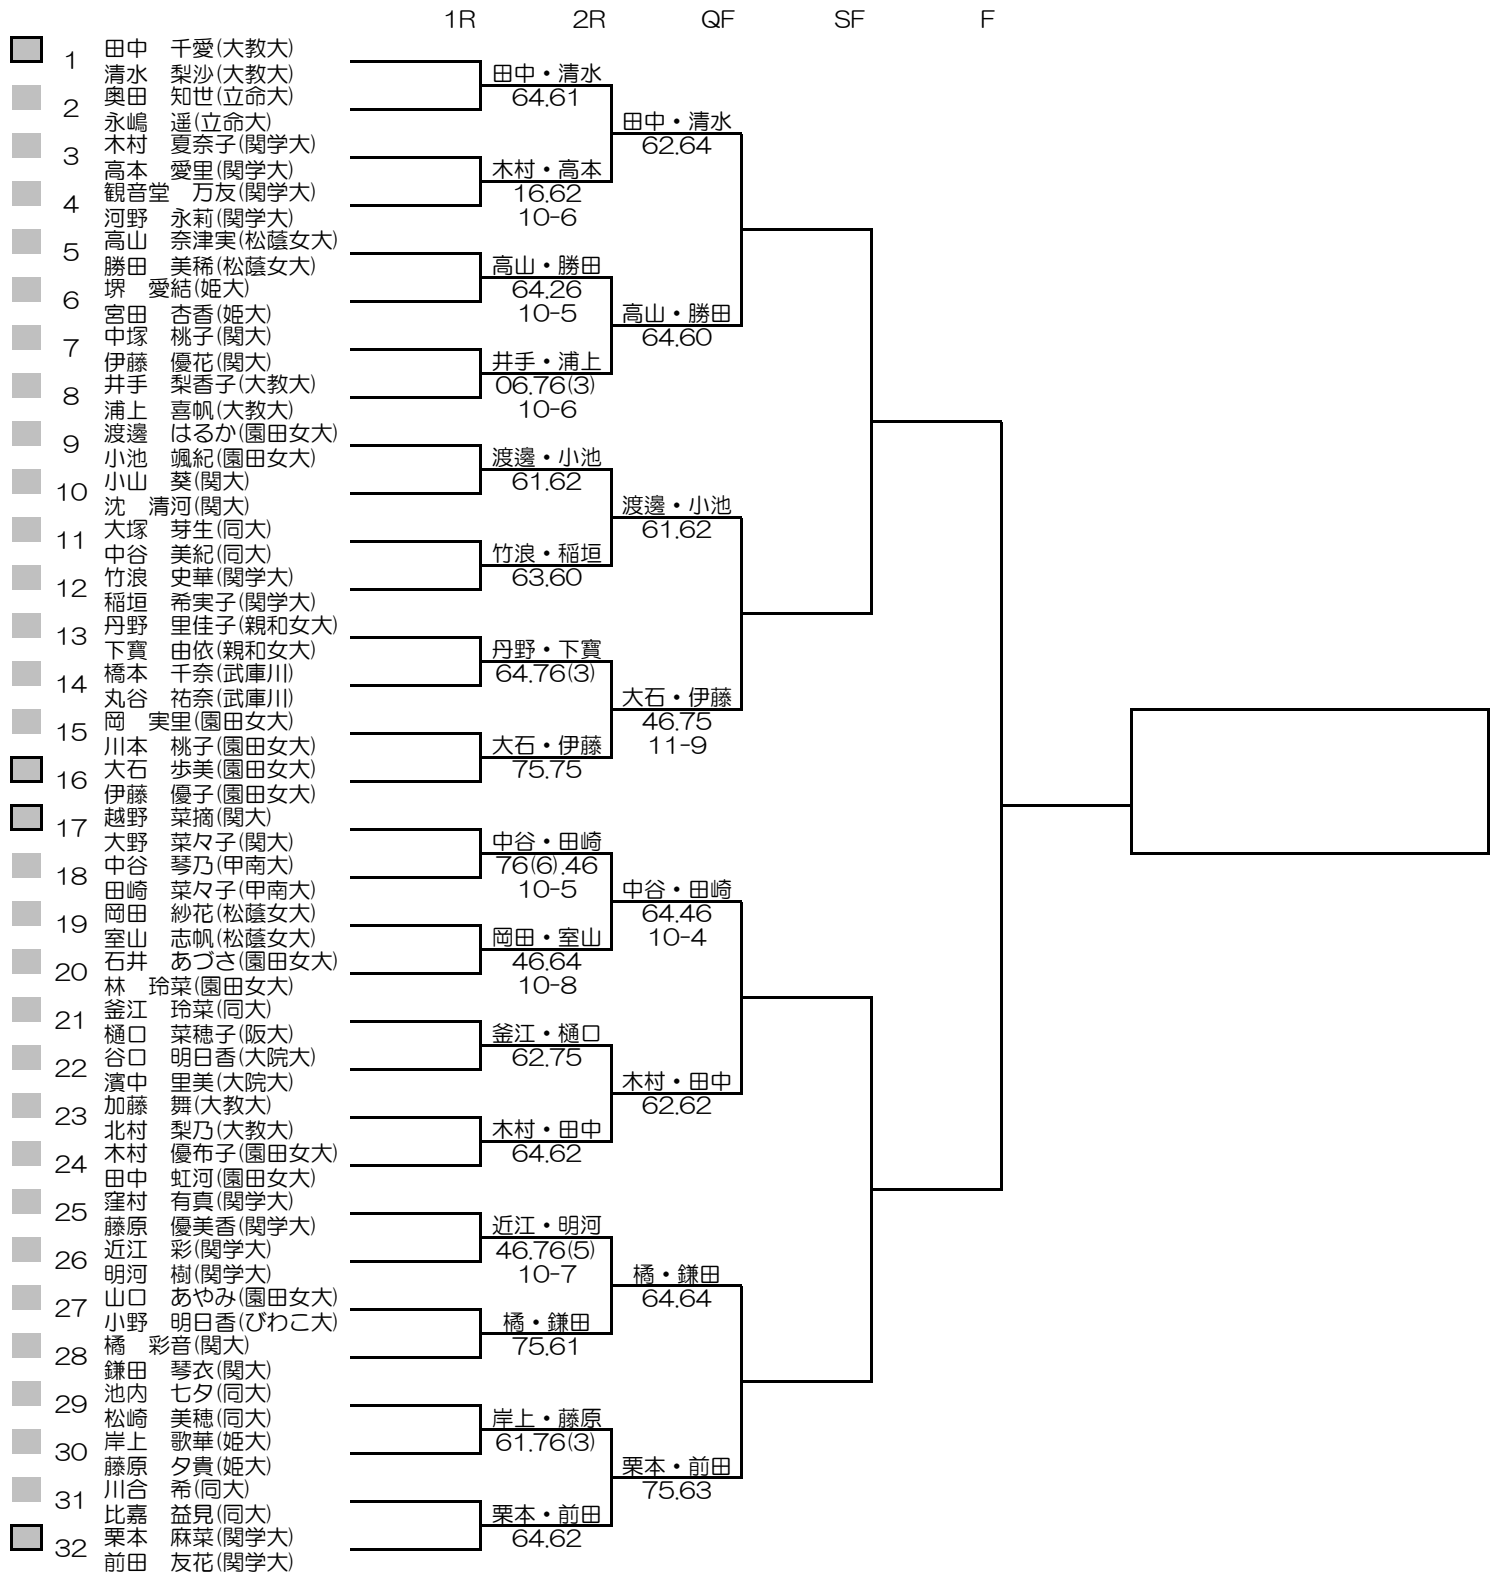 1R 2R QF SF F
1 田中 千愛(大教大)
清水 梨沙(大教大)
2 奥田 知世(立命大)
永嶋 遥(立命大)
3 木村 夏奈子(関学大)
高本 愛里(関学大)
4 観音堂 万友(関学大)
河野 永莉(関学大)
5 高山 奈津実(松蔭女大)
勝田 美稀(松蔭女大)
6 堺 愛結(姫大)
宮田 杏香(姫大)
7 中塚 桃子(関大)
伊藤 優花(関大)
8 井手 梨香子(大教大)
浦上 喜帆(大教大)
9 渡邊 はるか(園田女大)
小池 颯紀(園田女大)
10 小山 葵(関大)
沈 清河(関大)
11 大塚 芽生(同大)
中谷 美紀(同大)
12 竹浪 史華(関学大)
稲垣 希実子(関学大)
13 丹野 里佳子(親和女大)
下寶 由依(親和女大)
14 橋本 千奈(武庫川)
丸谷 祐奈(武庫川)
15 岡 実里(園田女大)
川本 桃子(園田女大)
16 大石 歩美(園田女大)
伊藤 優子(園田女大)
17 越野 菜摘(関大)
大野 菜々子(関大)
18 中谷 琴乃(甲南大)
田崎 菜々子(甲南大)
19 岡田 紗花(松蔭女大)
室山 志帆(松蔭女大)
20 石井 あづさ(園田女大)
林 玲菜(園田女大)
21 釜江 玲菜(同大)
樋口 菜穂子(阪大)
22 谷口 明日香(大院大)
濱中 里美(大院大)
23 加藤 舞(大教大)
北村 梨乃(大教大)
24 木村 優布子(園田女大)
田中 虹河(園田女大)
25 窪村 有真(関学大)
藤原 優美香(関学大)
26 近江 彩(関学大)
明河 樹(関学大)
27 山口 あやみ(園田女大)
小野 明日香(びわこ大)
28 橘 彩音(関大)
鎌田 琴衣(関大)
29 池内 七夕(同大)
松崎 美穂(同大)
30 岸上 歌華(姫大)
藤原 夕貴(姫大)
31 川合 希(同大)
比嘉 益見(同大)
32 栗本 麻菜(関学大)
前田 友花(関学大)
田中・清水
64.61
木村・高本
16.62
10-6
高山・勝田
64.26
10-5
井手・浦上
06.76(3)
10-6
渡邊・小池
61.62
竹浪・稲垣
63.60
丹野・下寶
64.76(3)
大石・伊藤
75.75
中谷・田崎
76(6).46
10-5
岡田・室山
46.64
10-8
釜江・樋口
62.75
木村・田中
64.62
近江・明河
46.76(5)
10-7
橘・鎌田
75.61
岸上・藤原
61.76(3)
栗本・前田
64.62
田中・清水
62.64
高山・勝田
64.60
渡邊・小池
61.62
大石・伊藤
46.75
11-9
中谷・田崎
64.46
10-4
木村・田中
62.62
橘・鎌田
64.64
栗本・前田
75.63